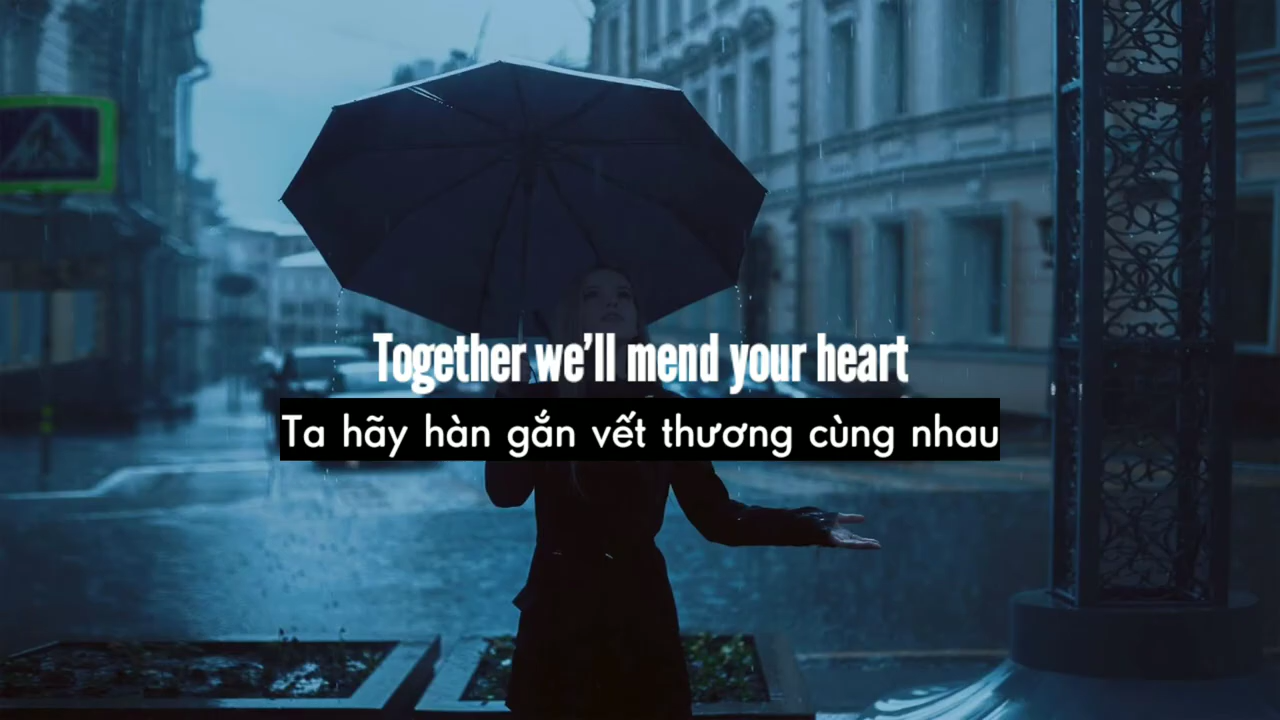 Together we'll mend your heart
Ta hãy hàn gắn vết thương cùng nhau